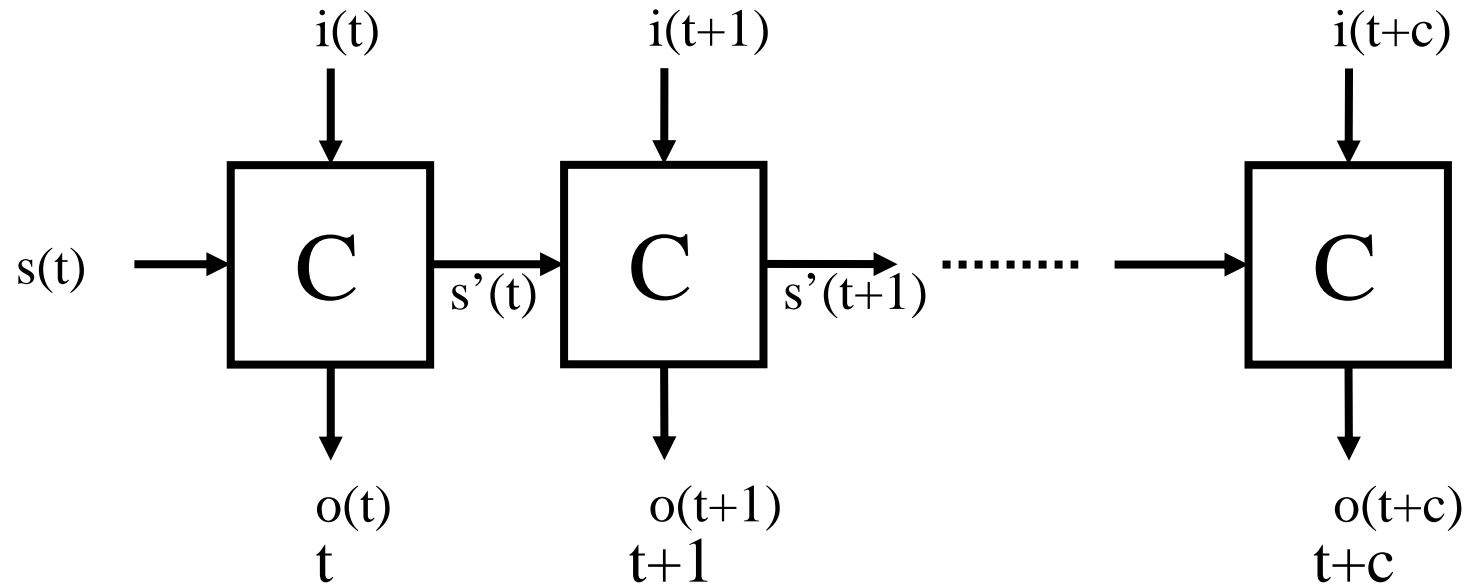 i(t) i(t+1) i(t+c)
C C C
s(t)
s’(t) s’(t+1)
o(t) o(t+1) o(t+c)
t t+1 t+c